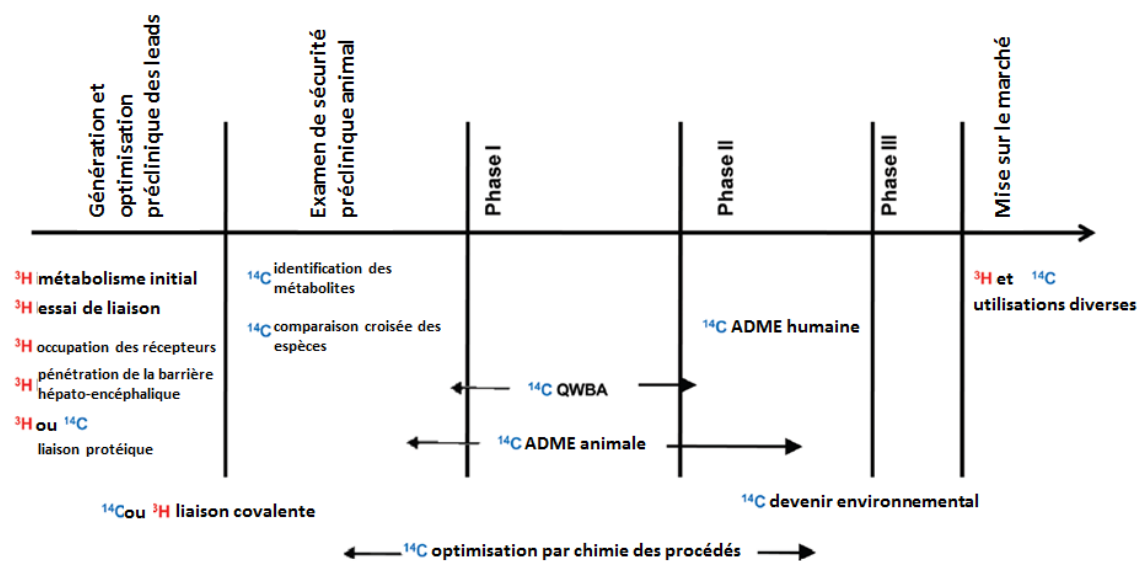 Génération et
optimisation
préclinique des leads
Examen de sécurité
préclinique animal
Phase I
Phase II
Phase III
Mise sur le marché
³H métabolisme initial
³H essai de liaison
³H occupation des récepteurs
³H pénétration de la barrière
hépato-encéphalique
³H ou ¹⁴C
liaison protéique
¹⁴C identification des
métabolites
¹⁴C comparaison croisée des
espèces
¹⁴C ADME humaine
¹⁴C QWBA
¹⁴C ADME animale
³H et ¹⁴C
utilisations diverses
¹⁴Cou ³H liaison covalente
¹⁴C devenir environnemental
¹⁴C optimisation par chimie des procédés